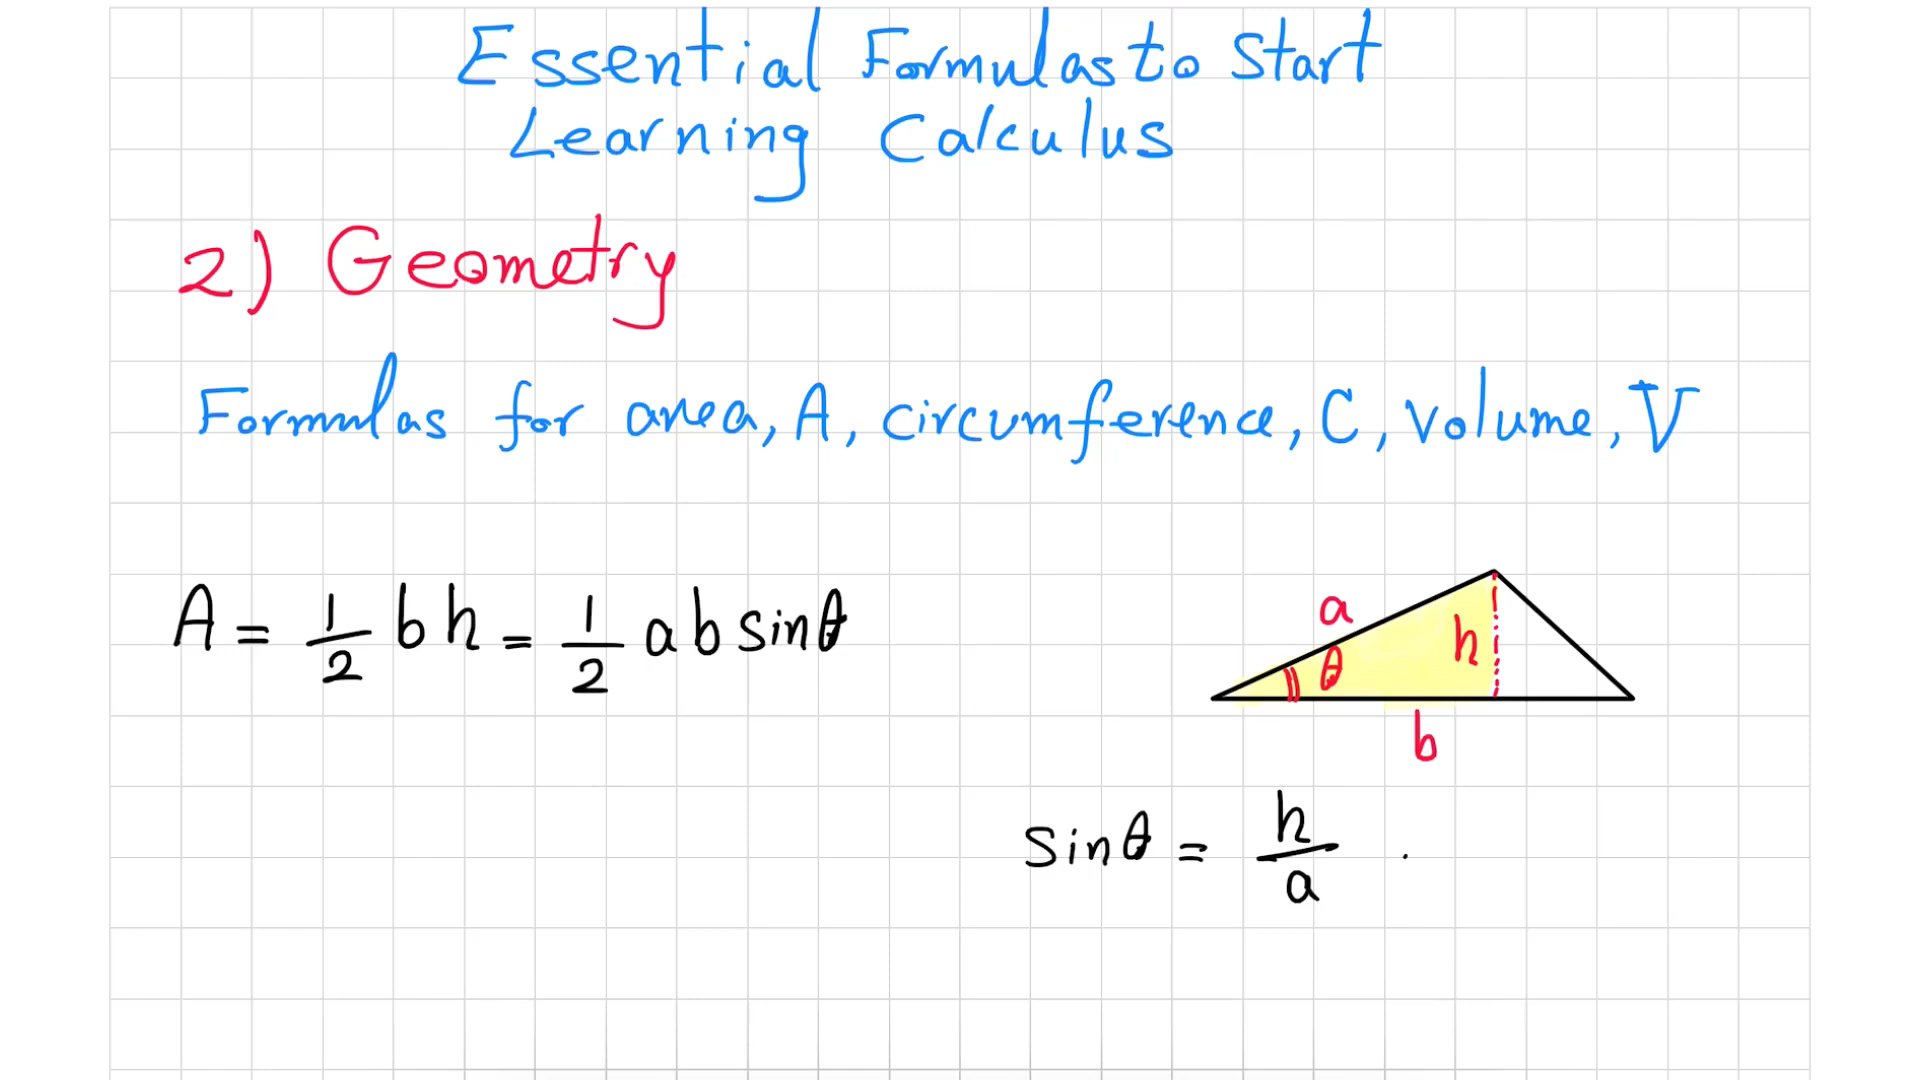 Essential Formulas to Start
Learning Calculus
2) Geometry
Formulas for area, A, circumference, C, volume, V
A = 1/2 b h = 1/2 a b sinθ
a
h
θ
b
sinθ = h/a .